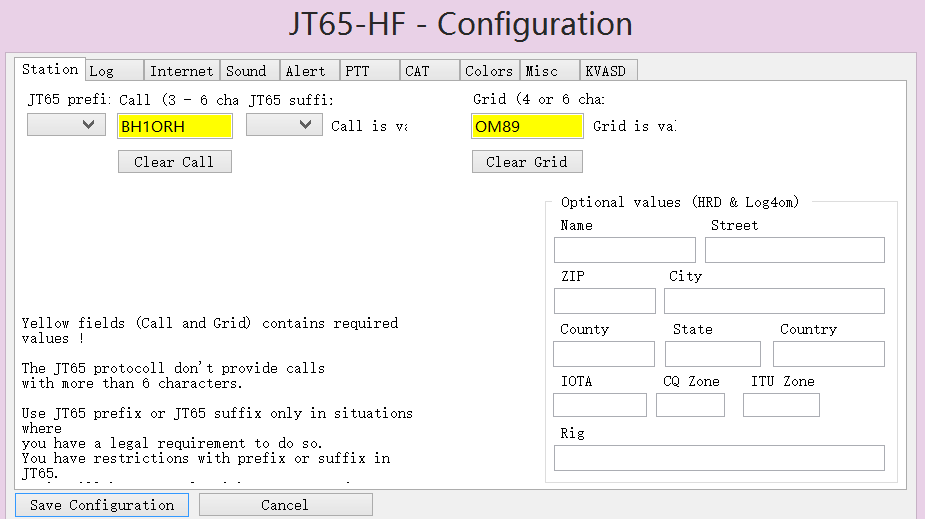 JT65-HF - Configuration
Station Log Internet Sound Alert PTT CAT Colors Misc KVASD
JT65 prefi: Call (3 - 6 cha JT65 suffi: Grid (4 or 6 cha:
BH1ORH Call is va OM89 Grid is val
Clear Call Clear Grid
Optional values (HRD & Log4om)
Name Street
ZIP City
County State Country
IOTA CQ Zone ITU Zone
Rig
Yellow fields (Call and Grid) contains required
values !
The JT65 protocoll don't provide calls
with more than 6 characters.
Use JT65 prefix or JT65 suffix only in situations
where
you have a legal requirement to do so.
You have restrictions with prefix or suffix in
JT65.
Save Configuration Cancel